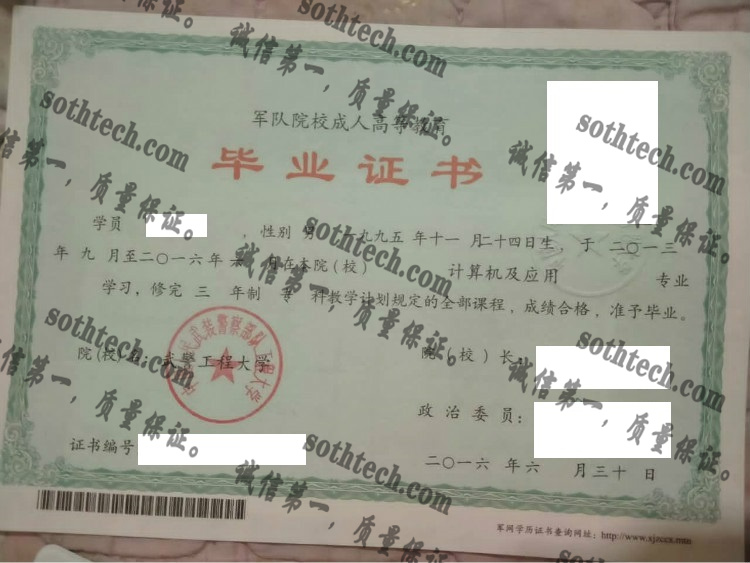 军队院校成人高等教育
毕业证书
学员 ,性别 男 一九九五 年十一 月二十四日生,于 二〇一三
年 九 月至二〇一六年 六 月在本院(校) 计算机及应用 专业
学习,修完 三 年制 专 科教学计划规定的全部课程,成绩合格,准予毕业。
院(校) : 武警工程大学
院(校)长:
政治委员:
证书编号
二〇一六 年 六 月 三十 日
军网学历证书查询网址:
sothtech.com
诚信第一,质量保证。